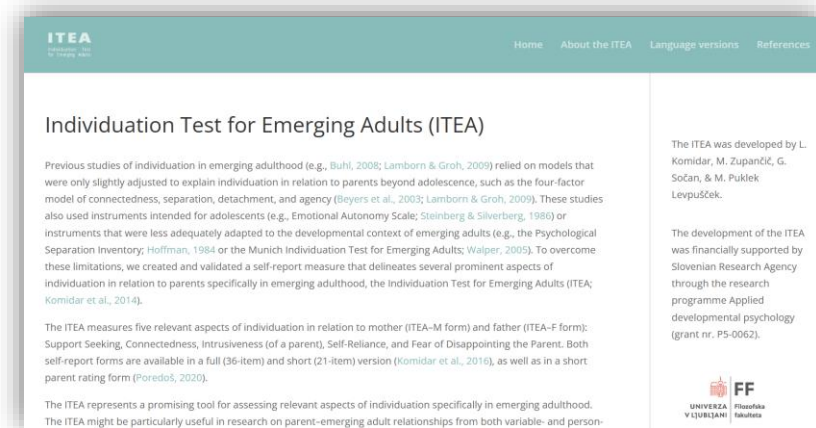 ITEA
Individuation Test
for Emerging Adults
Home About the ITEA Language versions References
Individuation Test for Emerging Adults (ITEA)
Previous studies of individuation in emerging adulthood (e.g., Buhl, 2008; Lamborn & Groh, 2009) relied on models that
were only slightly adjusted to explain individuation in relation to parents beyond adolescence, such as the four-factor
model of connectedness, separation, detachment, and agency (Beyers et al., 2003; Lamborn & Groh, 2009). These studies
also used instruments intended for adolescents (e.g., Emotional Autonomy Scale; Steinberg & Silverberg, 1986) or
instruments that were less adequately adapted to the developmental context of emerging adults (e.g., the Psychological
Separation Inventory; Hoffman, 1984 or the Munich Individuation Test for Emerging Adults; Walper, 2005). To overcome
these limitations, we created and validated a self-report measure that delineates several prominent aspects of
individuation in relation to parents specifically in emerging adulthood, the Individuation Test for Emerging Adults (ITEA;
Komidar et al., 2014).
The ITEA measures five relevant aspects of individuation in relation to mother (ITEA–M form) and father (ITEA–F form):
Support Seeking, Connectedness, Intrusiveness (of a parent), Self-Reliance, and Fear of Disappointing the Parent. Both
self-report forms are available in a full (36-item) and short (21-item) version (Komidar et al., 2016), as well as in a short
parent rating form (Poredoš, 2020).
The ITEA represents a promising tool for assessing relevant aspects of individuation specifically in emerging adulthood.
The ITEA might be particularly useful in research on parent–emerging adult relationships from both variable- and person-
The ITEA was developed by L.
Komidar, M. Zupančič, G.
Sočan, & M. Puklek
Levpušček.
The development of the ITEA
was financially supported by
Slovenian Research Agency
through the research
programme Applied
developmental psychology
(grant nr. P5-0062).
FF
UNIVERZA Filozofska
V LJUBLJANI fakulteta